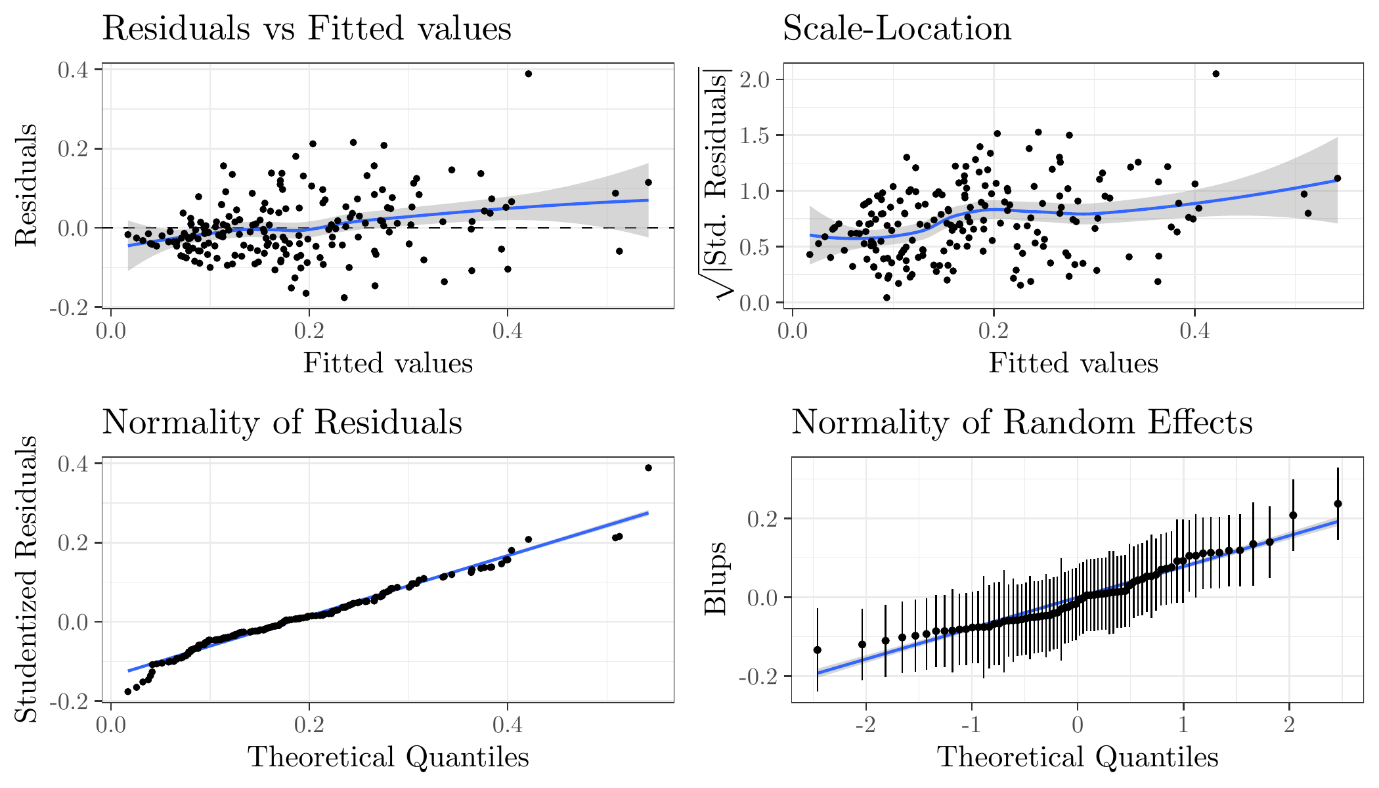 Residuals vs Fitted values
Residuals
0.4
0.2
0.0
-0.2
0.0 0.2 0.4
Fitted values
Scale-Location
√|Std. Residuals|
2.0
1.5
1.0
0.5
0.0
0.0 0.2 0.4
Fitted values
Normality of Residuals
Studentized Residuals
0.4
0.2
0.0
-0.2
0.0 0.2 0.4
Theoretical Quantiles
Normality of Random Effects
Blups
0.2
0.0
-0.2
-2 -1 0 1 2
Theoretical Quantiles